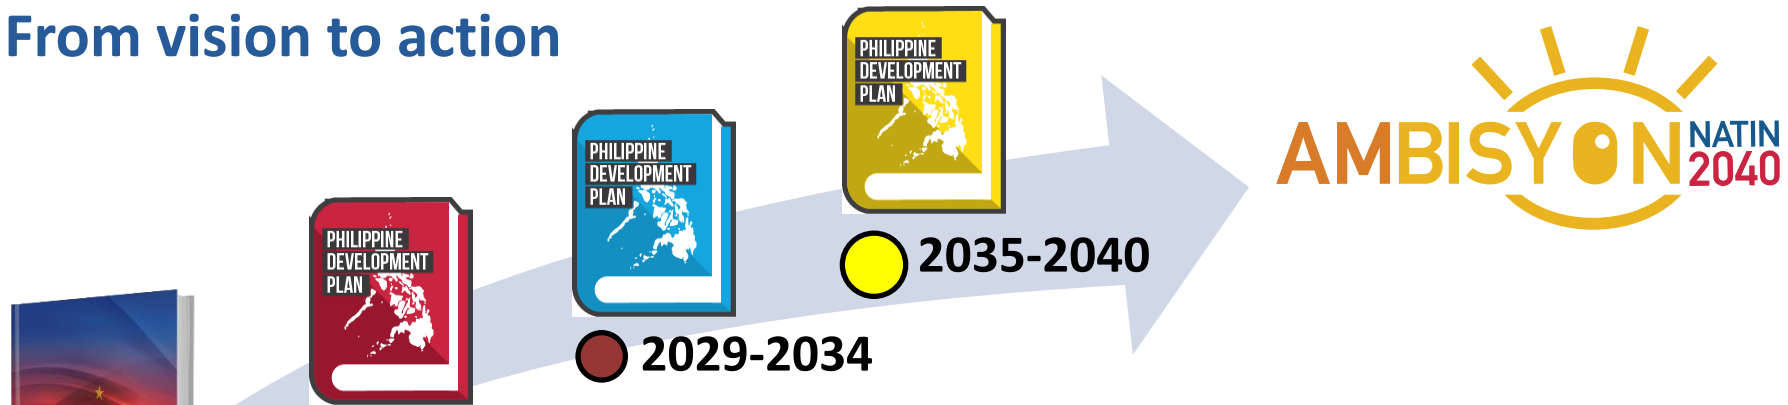 From vision to action
PHILIPPINE
DEVELOPMENT
PLAN
2035-2040
AMBISYON
NATIN
2040
PHILIPPINE
DEVELOPMENT
PLAN
2029-2034
PHILIPPINE
DEVELOPMENT
PLAN